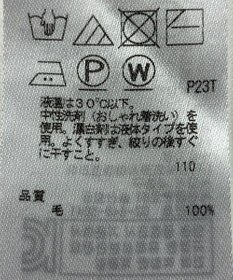 P23T
P
W
液温は30℃以下。
中性洗剤(おしゃれ着洗い)を
使用。漂白剤は液体タイプを使
用。よくすすぎ、絞りの後すぐ
に干すこと。
110
品質
毛 100%